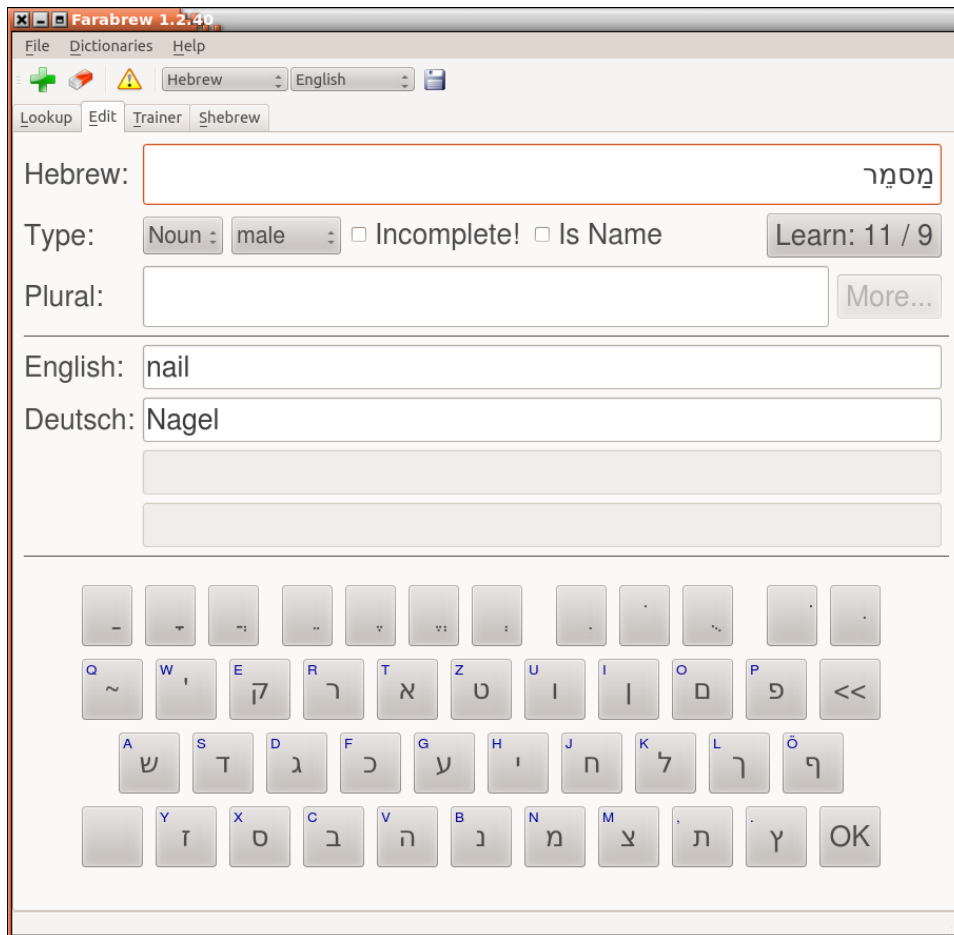 Farabrew 1.2.40
File Dictionaries Help
Hebrew English
Lookup Edit Trainer Shebrew
Hebrew: מַסמֵר
Type: Noun male Incomplete! Is Name Learn: 11 / 9
Plural: More...
English: nail
Deutsch: Nagel
Q ~ W ' E ק R ר T א Z ט U ו I ן O ם P פ <<
A ש S ד D ג F כ G ע H י J ח K ל L ך Ö ף
Y ז X ס C ב V ה B נ N מ M צ , ת . ץ OK